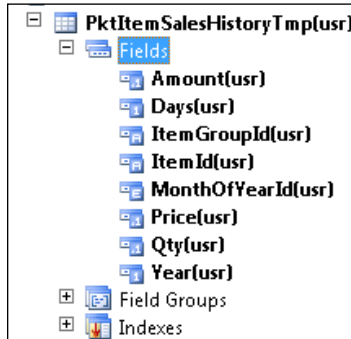 PktItemSalesHistoryTmp(usr)
Fields
Amount(usr)
Days(usr)
ItemGroupId(usr)
ItemId(usr)
MonthOfYearId(usr)
Price(usr)
Qty(usr)
Year(usr)
Field Groups
Indexes